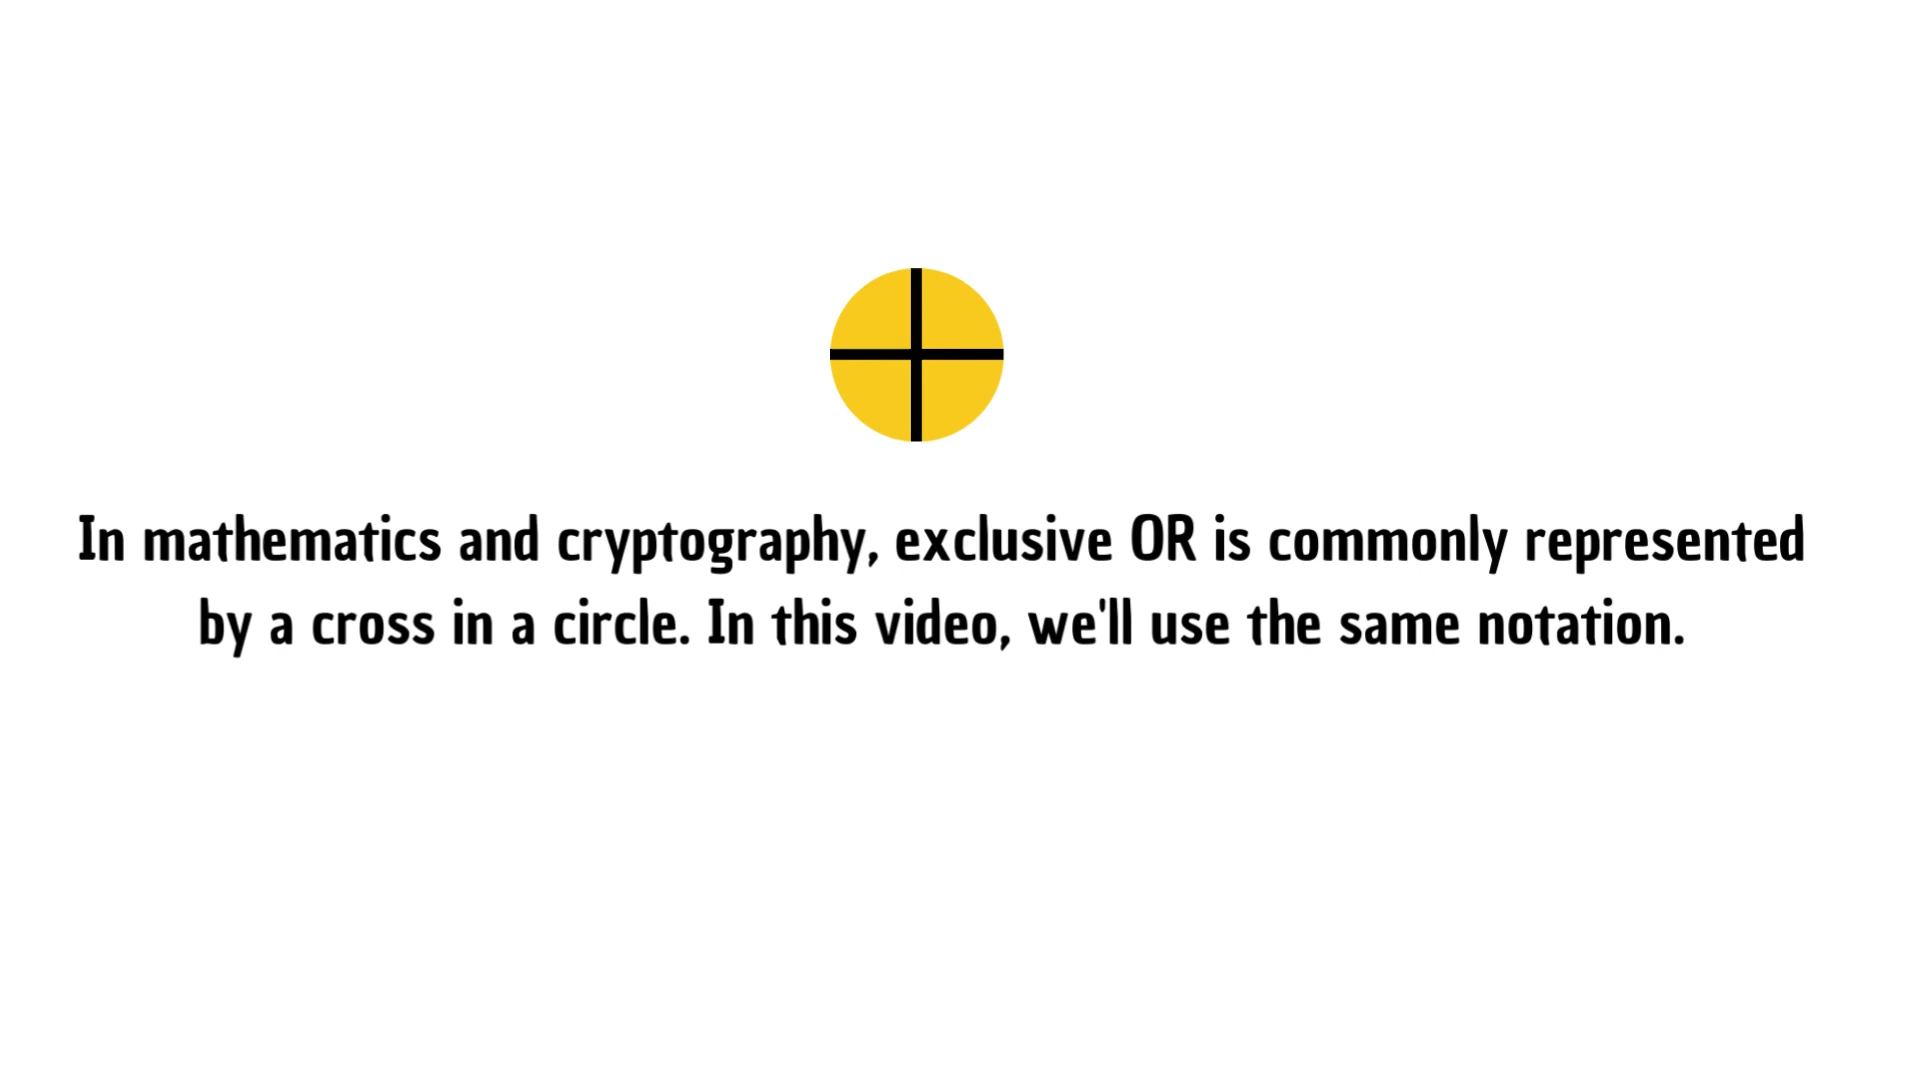 In mathematics and cryptography, exclusive OR is commonly represented
by a cross in a circle. In this video, we'll use the same notation.